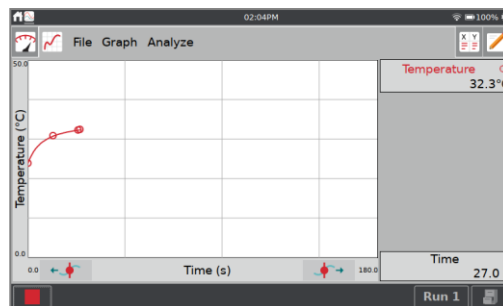 02:04PM 100%
File Graph Analyze X Y
50.0
Temperature (°C)
0.0
0.0 Time (s) 180.0
Temperature
32.3°C
Time
27.0
Run 1